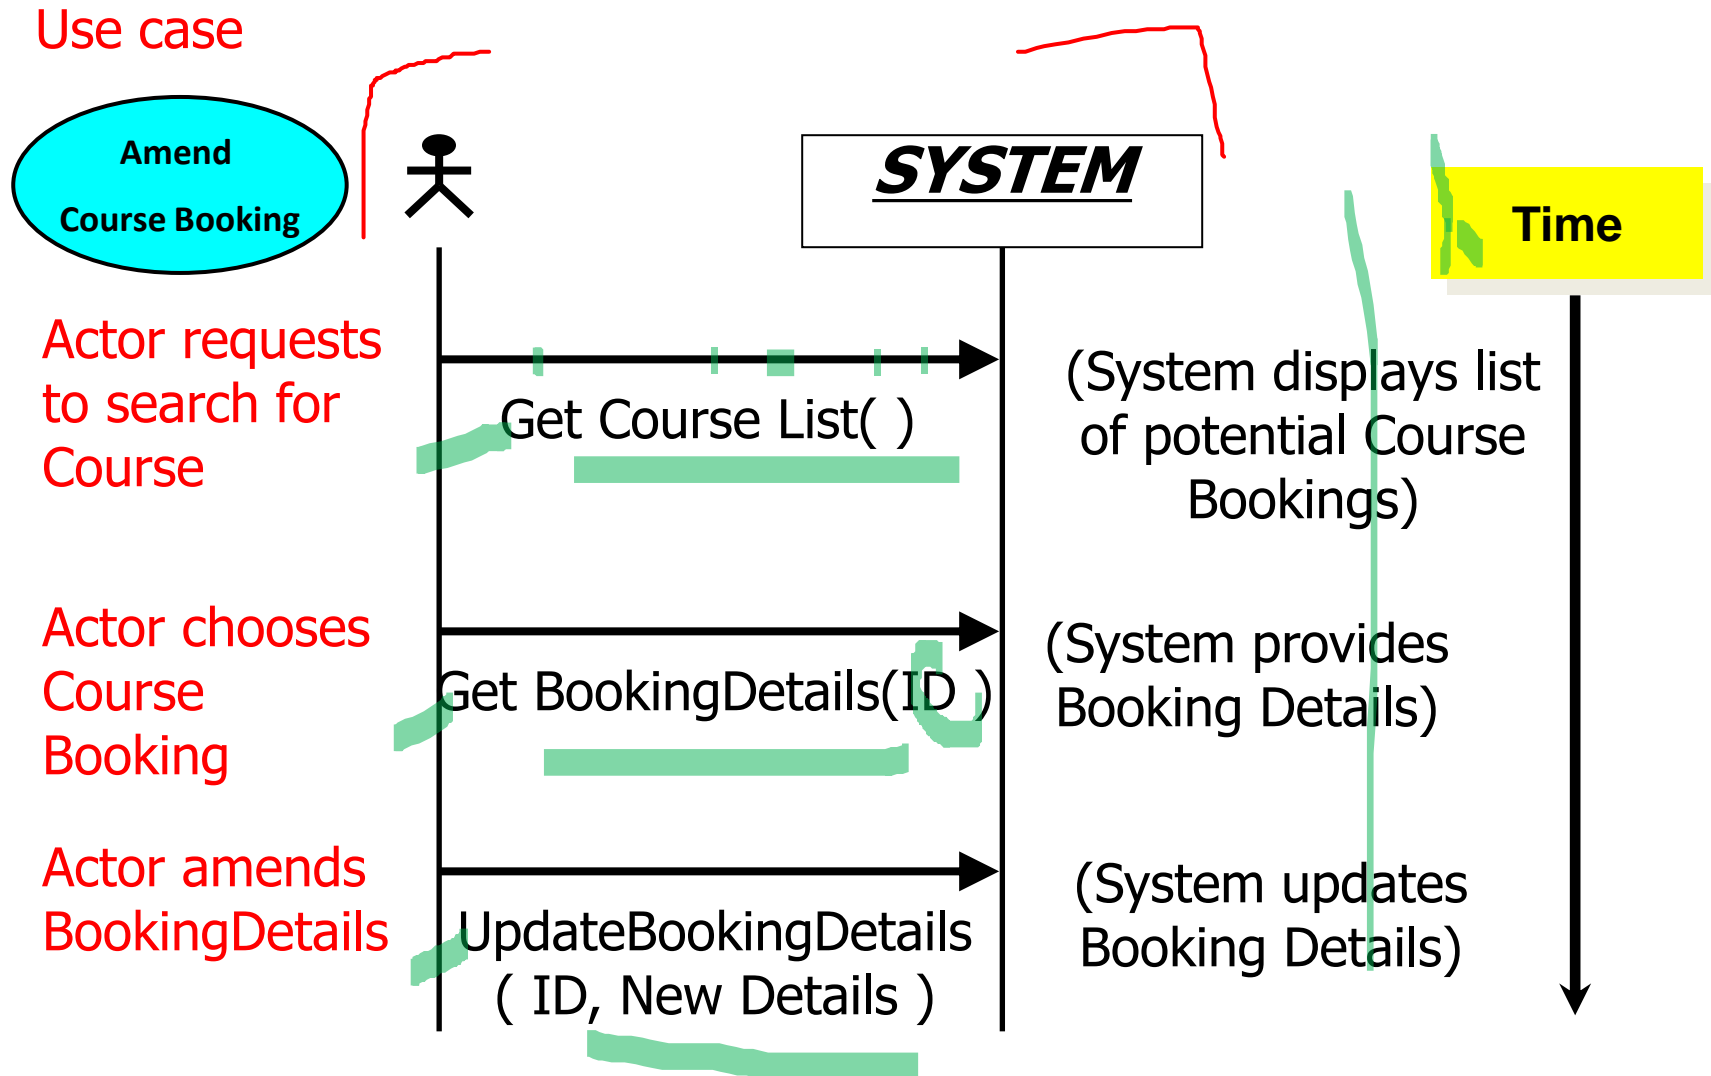 Use case
Amend
Course Booking
SYSTEM
Time
Actor requests
to search for
Course
Get Course List( )
(System displays list
of potential Course
Bookings)
Actor chooses
Course
Booking
Get BookingDetails(ID )
(System provides
Booking Details)
Actor amends
BookingDetails
UpdateBookingDetails
( ID, New Details )
(System updates
Booking Details)